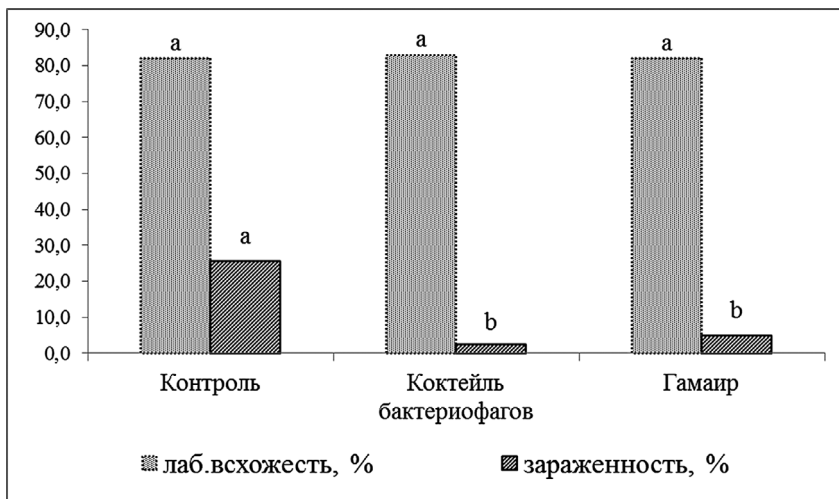 90,0
80,0
70,0
60,0
50,0
40,0
30,0
20,0
10,0
0,0
a
a
a
a
b
b
Контроль
Коктейль
бактериофагов
Гамаир
лаб.всхожесть, %
зараженность, %